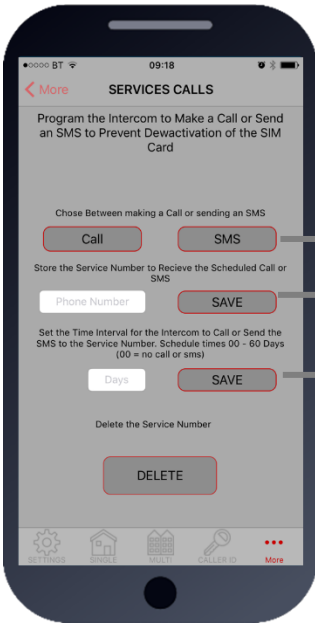 BT 09:18
More SERVICES CALLS
Program the Intercom to Make a Call or Send
an SMS to Prevent Dewactivation of the SIM
Card
Chose Between making a Call or sending an SMS
Call SMS
Store the Service Number to Recieve the Scheduled Call or
SMS
Phone Number SAVE
Set the Time Interval for the Intercom to Call or Send the
SMS to the Service Number. Schedule times 00 - 60 Days
(00 = no call or sms)
Days SAVE
Delete the Service Number
DELETE
SETTINGS SINGLE MULTI CALLER ID More